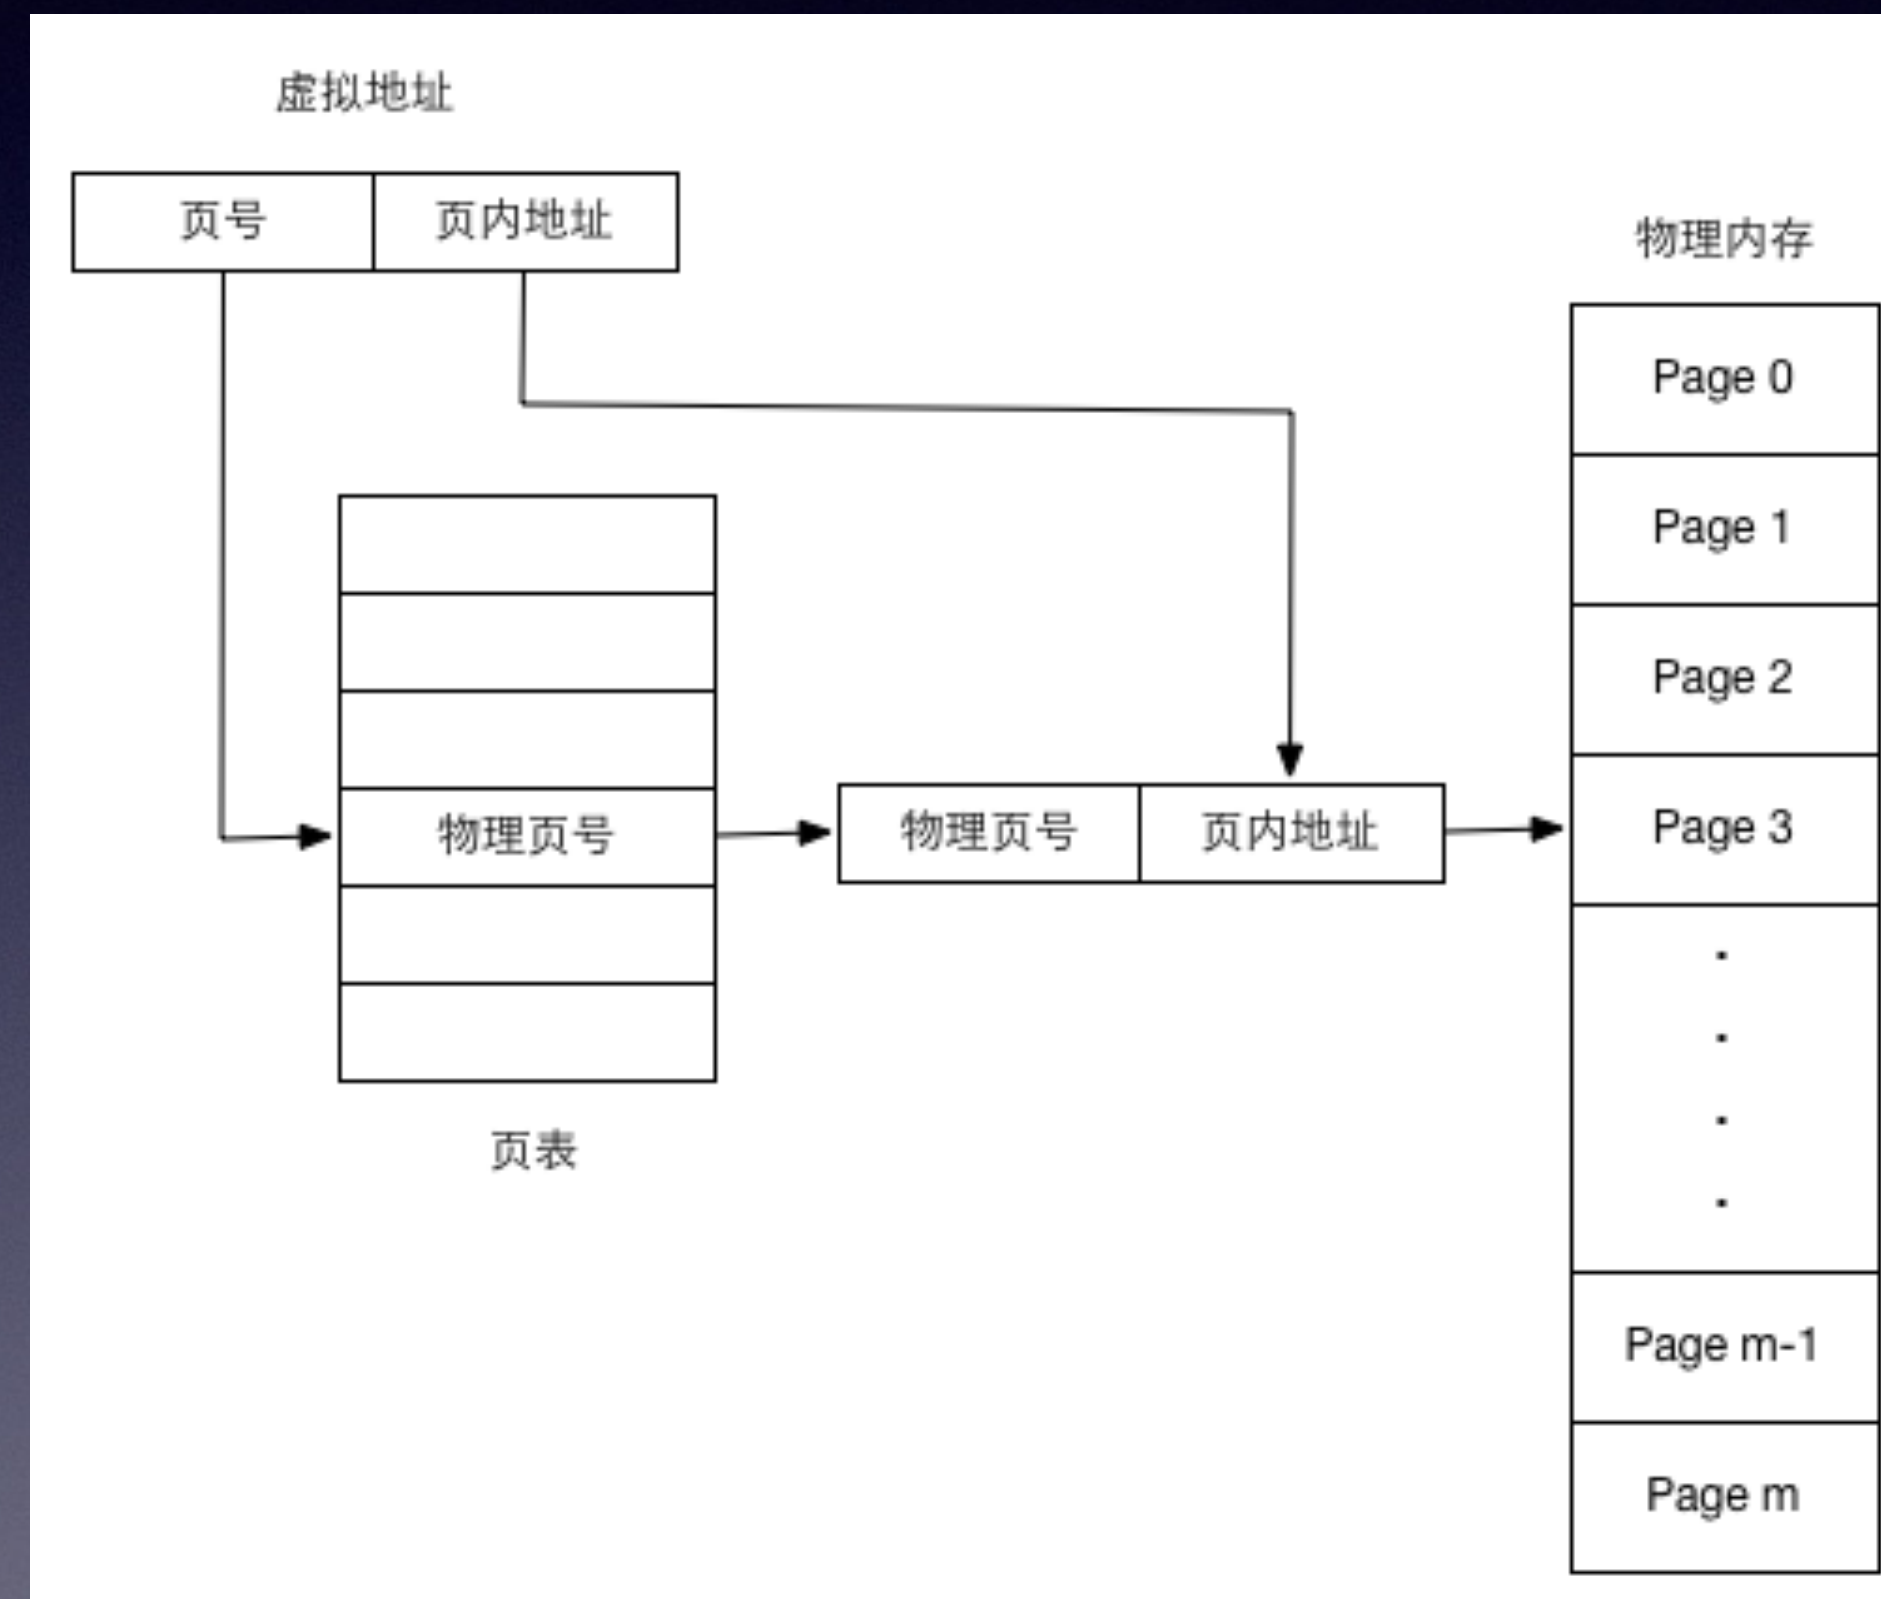 虚拟地址
页号
页内地址
物理内存
Page 0
Page 1
Page 2
物理页号
物理页号
页内地址
Page 3
页表
Page m-1
Page m